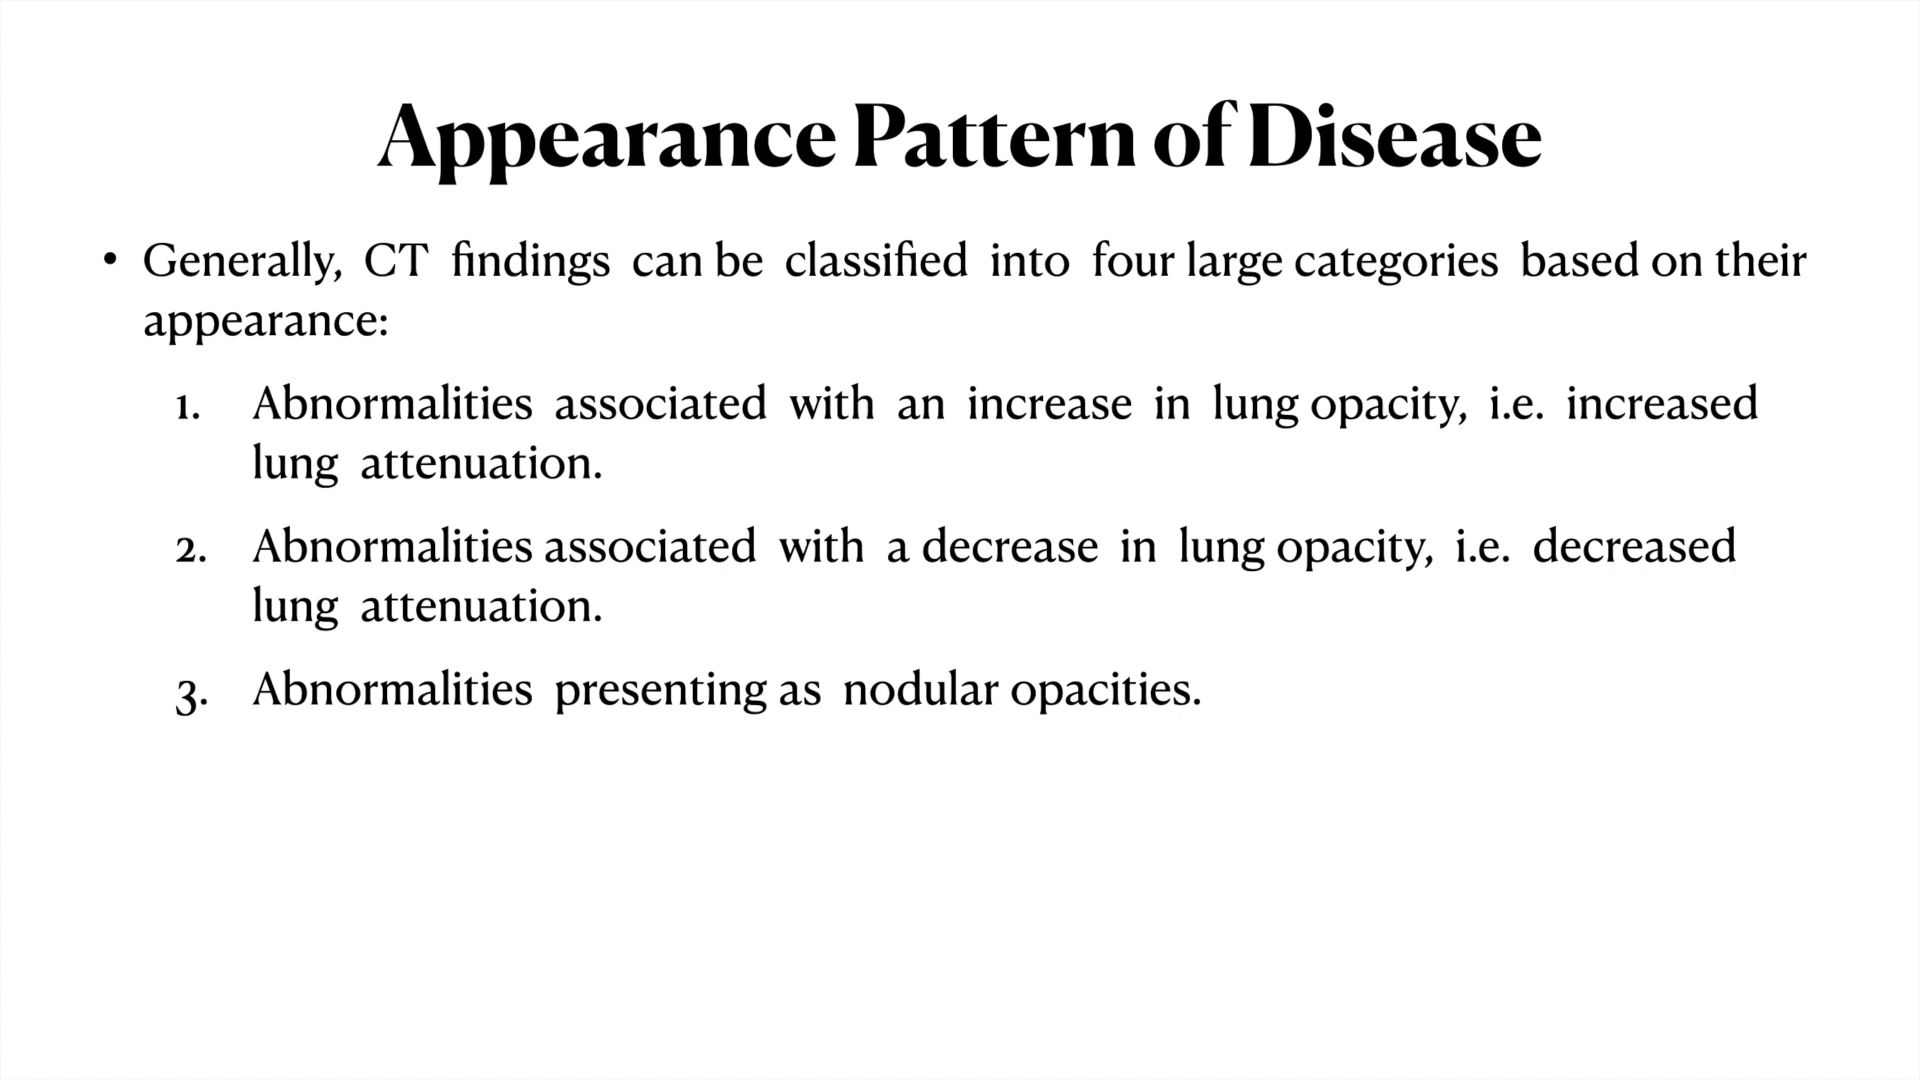 Appearance Pattern of Disease
• Generally, CT findings can be classified into four large categories based on their
appearance:
1. Abnormalities associated with an increase in lung opacity, i.e. increased
lung attenuation.
2. Abnormalities associated with a decrease in lung opacity, i.e. decreased
lung attenuation.
3. Abnormalities presenting as nodular opacities.